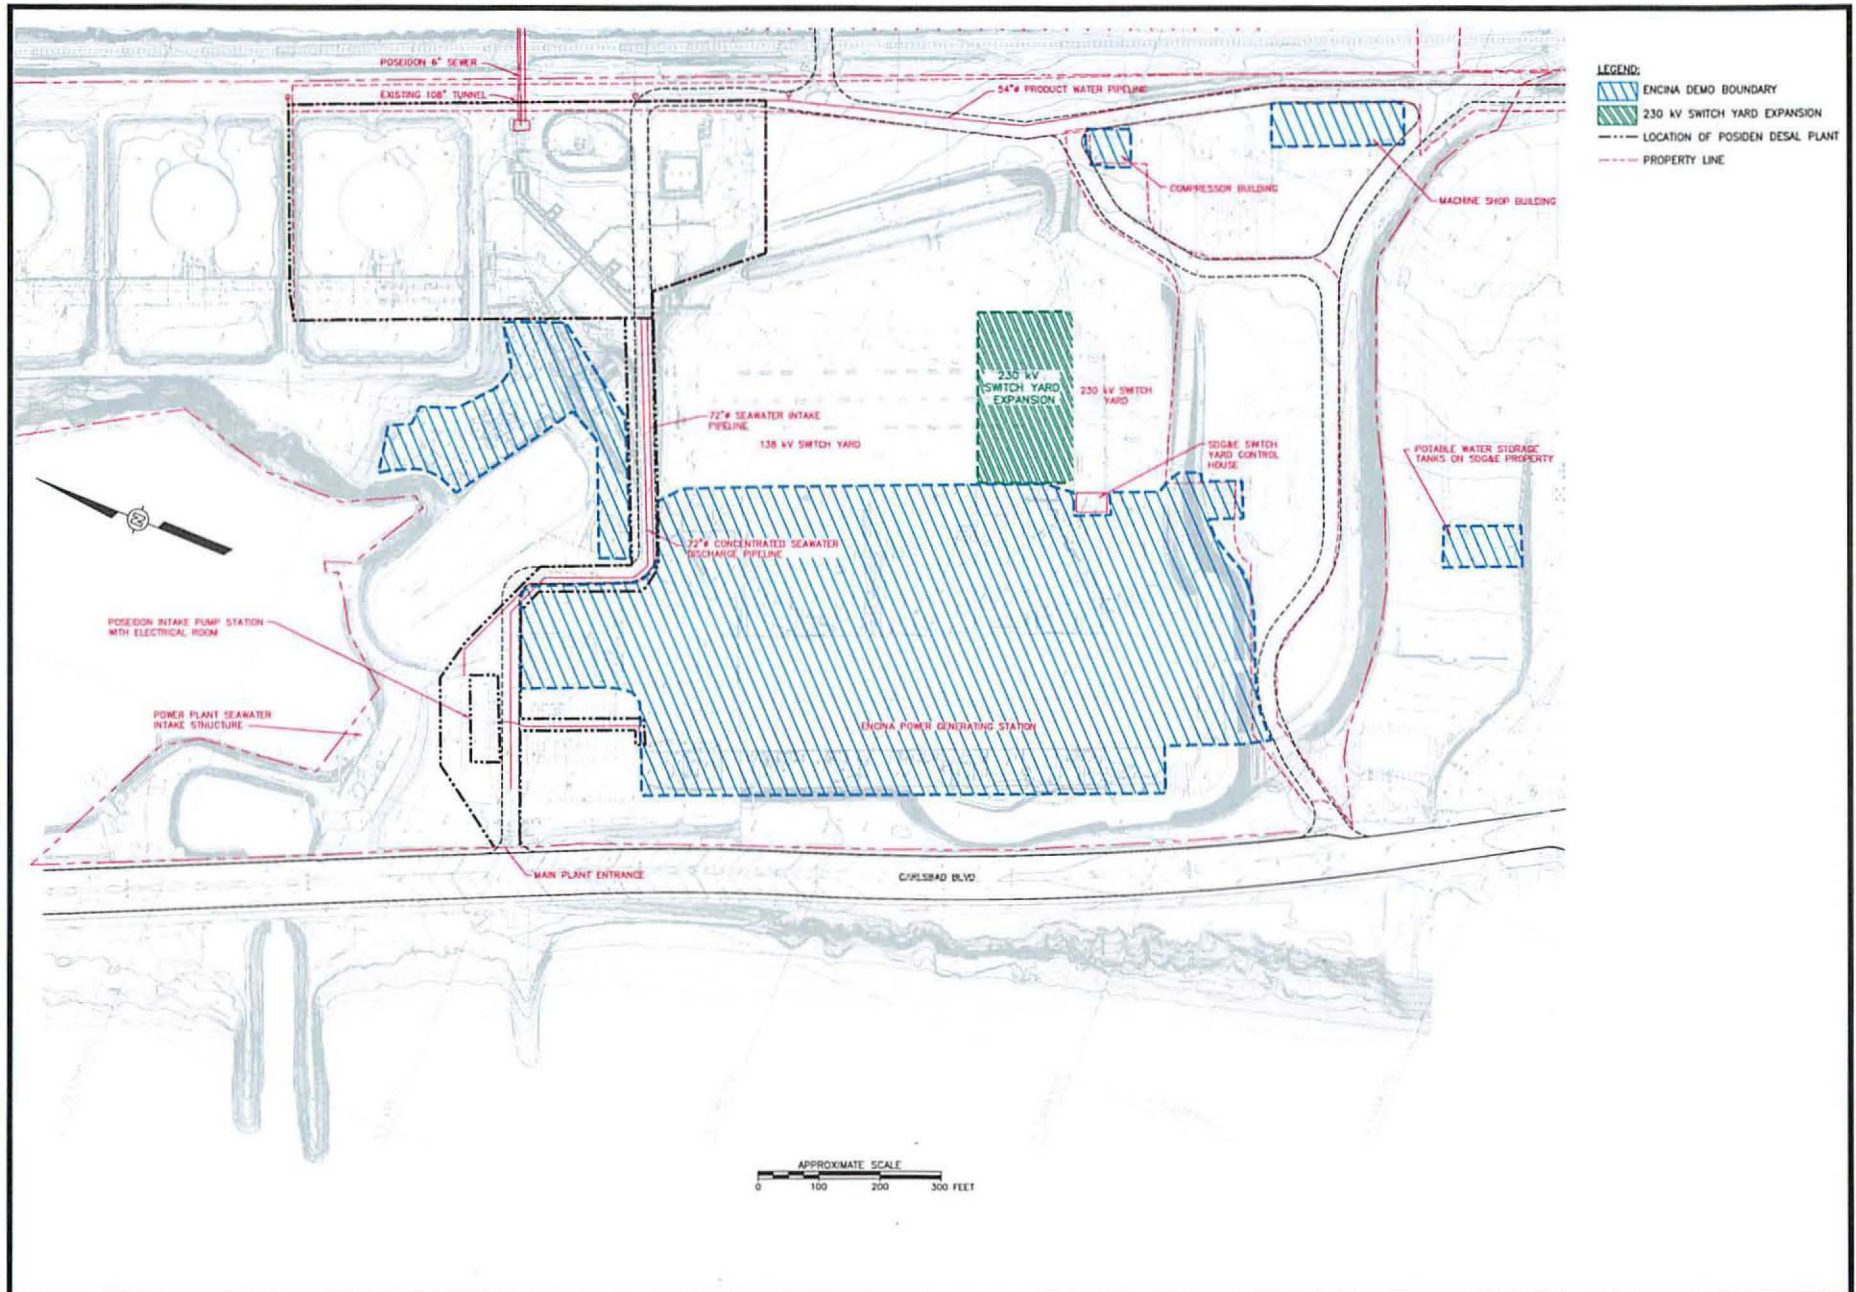 POSEIDON 6" SEWER
EXISTING 108" TUNNEL
54"ø PRODUCT WATER PIPELINE
COMPRESSOR BUILDING
MACHINE SHOP BUILDING
LEGEND:
ENCINA DEMO BOUNDARY
230 kV SWITCH YARD EXPANSION
LOCATION OF POSIDEN DESAL PLANT
PROPERTY LINE
230 kV
SWITCH YARD
EXPANSION
230 kV SWITCH
YARD
72"ø SEAWATER INTAKE
PIPELINE
138 kV SWITCH YARD
SDG&E SWITCH
YARD CONTROL
HOUSE
POTABLE WATER STORAGE
TANKS ON SDG&E PROPERTY
N
72"ø CONCENTRATED SEAWATER
DISCHARGE PIPELINE
POSEIDON INTAKE PUMP STATION
WITH ELECTRICAL ROOM
POWER PLANT SEAWATER
INTAKE STRUCTURE
ENCINA POWER GENERATING STATION
MAIN PLANT ENTRANCE
CARLSBAD BLVD
APPROXIMATE SCALE
0 100 200 300 FEET